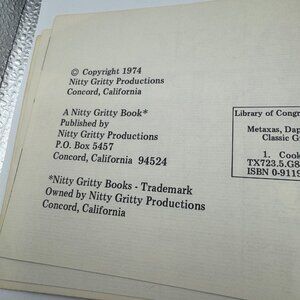 © Copyright 1974
Nitty Gritty Productions
Concord, California
A Nitty Gritty Book*
Published by
Nitty Gritty Productions
P.O. Box 5457
Concord, California 94524
*Nitty Gritty Books - Trademark
Owned by Nitty Gritty Productions
Concord, California
Library of Congr
Metaxas, Dap
Classic G
1. Cook
TX723.5.G8
ISBN 0-9119